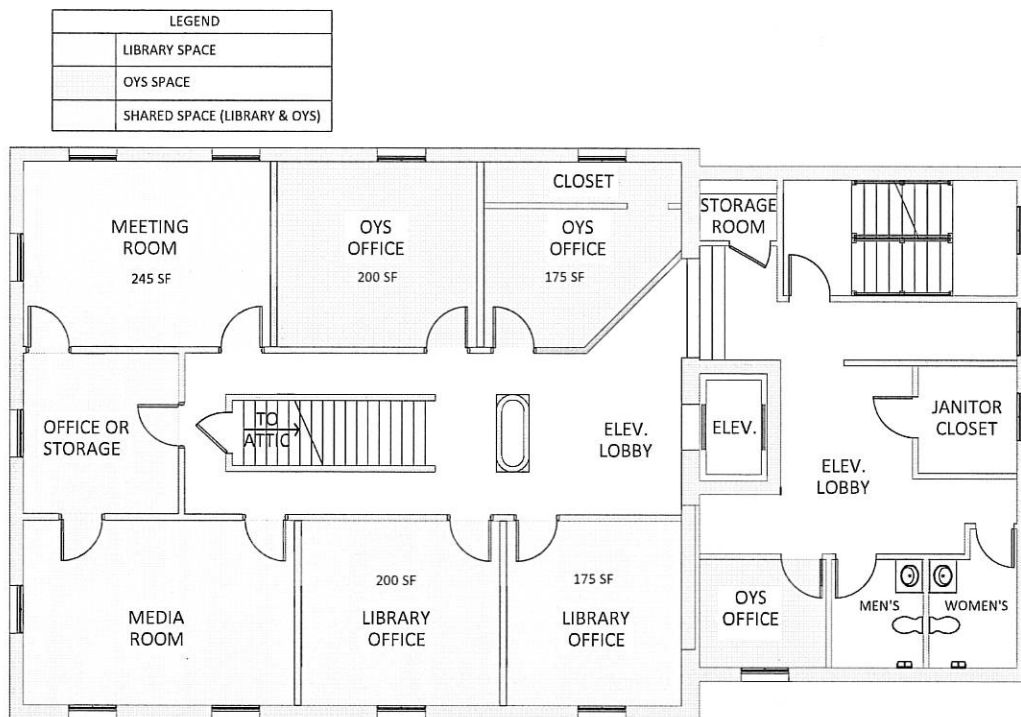 LEGEND
LIBRARY SPACE
OYS SPACE
SHARED SPACE (LIBRARY & OYS)
MEETING
ROOM
245 SF
OYS
OFFICE
200 SF
CLOSET
OYS
OFFICE
175 SF
STORAGE
ROOM
OFFICE OR
STORAGE
TO
ATTIC
ELEV.
LOBBY
ELEV.
JANITOR
CLOSET
ELEV.
LOBBY
MEDIA
ROOM
200 SF
LIBRARY
OFFICE
175 SF
LIBRARY
OFFICE
OYS
OFFICE
MEN'S
WOMEN'S